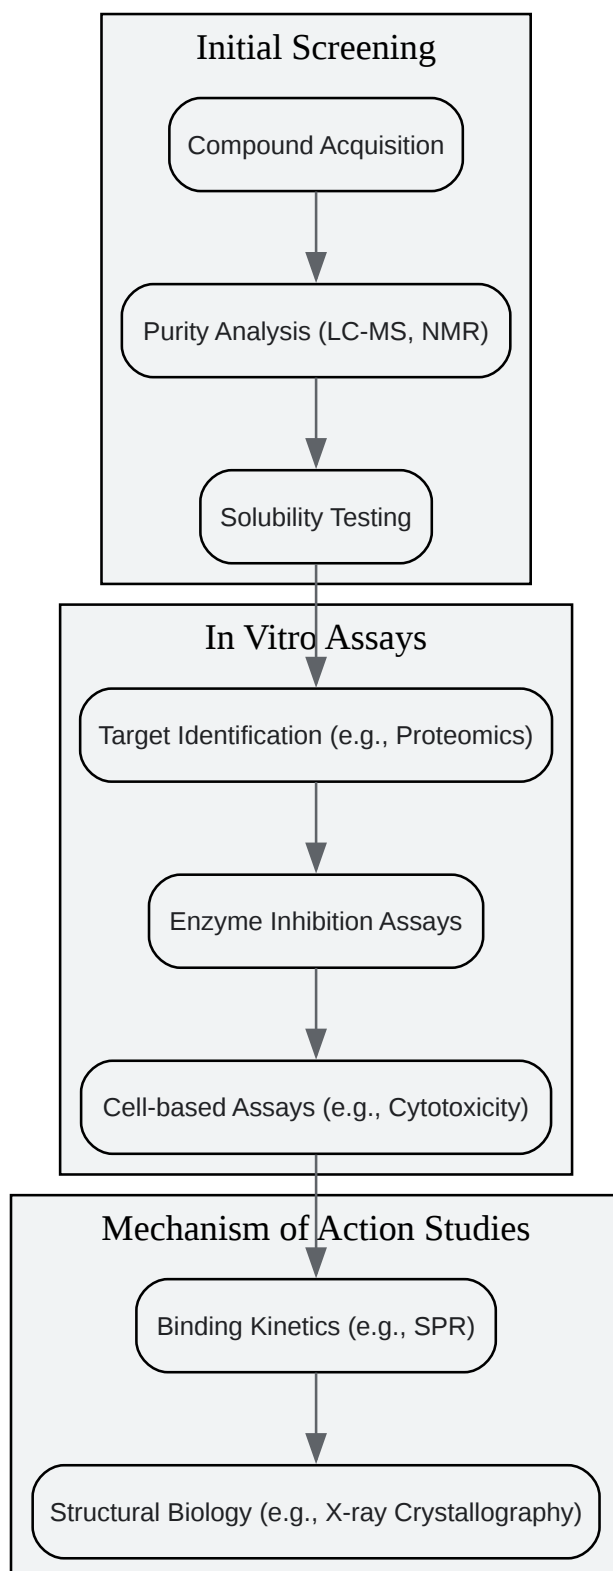 Initial Screening
Compound Acquisition
Purity Analysis (LC-MS, NMR)
Solubility Testing
In Vitro Assays
Target Identification (e.g., Proteomics)
Enzyme Inhibition Assays
Cell-based Assays (e.g., Cytotoxicity)
Mechanism of Action Studies
Binding Kinetics (e.g., SPR)
Structural Biology (e.g., X-ray Crystallography)